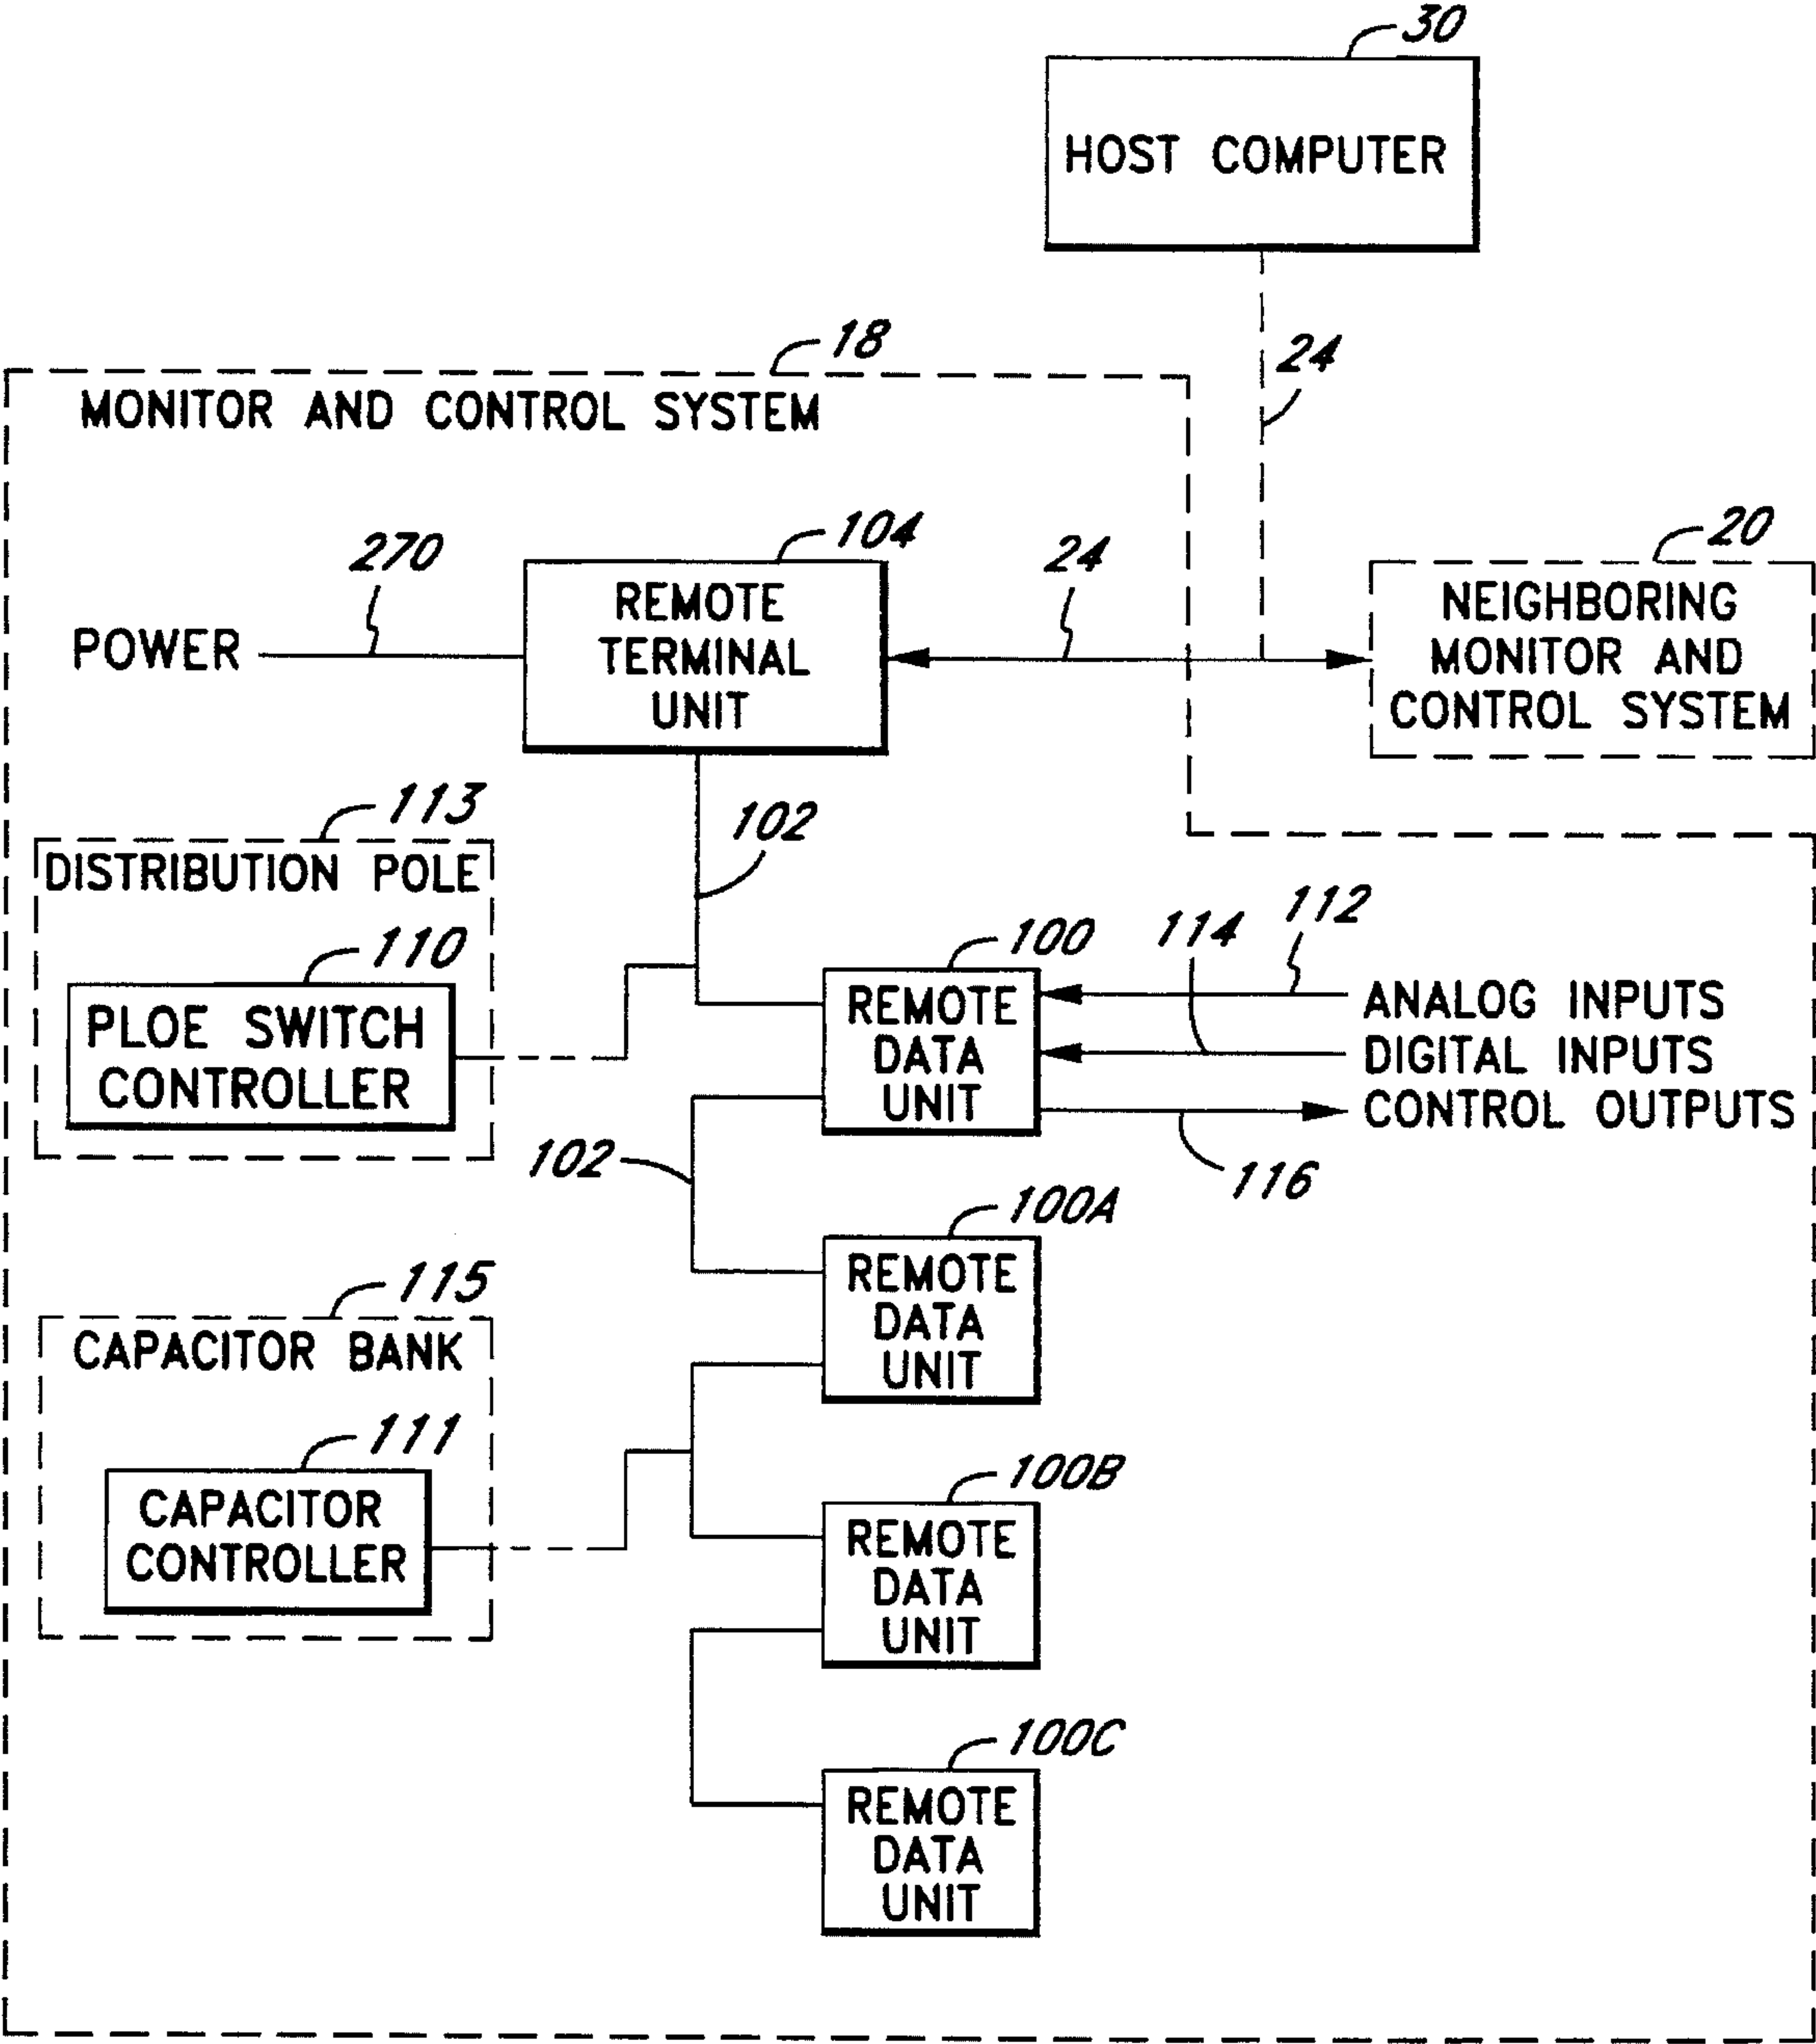 30
HOST COMPUTER
18
24
MONITOR AND CONTROL SYSTEM
270
104
24
20
POWER
REMOTE
TERMINAL
UNIT
NEIGHBORING
MONITOR AND
CONTROL SYSTEM
113
102
DISTRIBUTION POLE
110
PLOE SWITCH
CONTROLLER
100
114
112
REMOTE
DATA
UNIT
ANALOG INPUTS
DIGITAL INPUTS
CONTROL OUTPUTS
102
116
100A
REMOTE
DATA
UNIT
115
CAPACITOR BANK
111
CAPACITOR
CONTROLLER
100B
REMOTE
DATA
UNIT
100C
REMOTE
DATA
UNIT